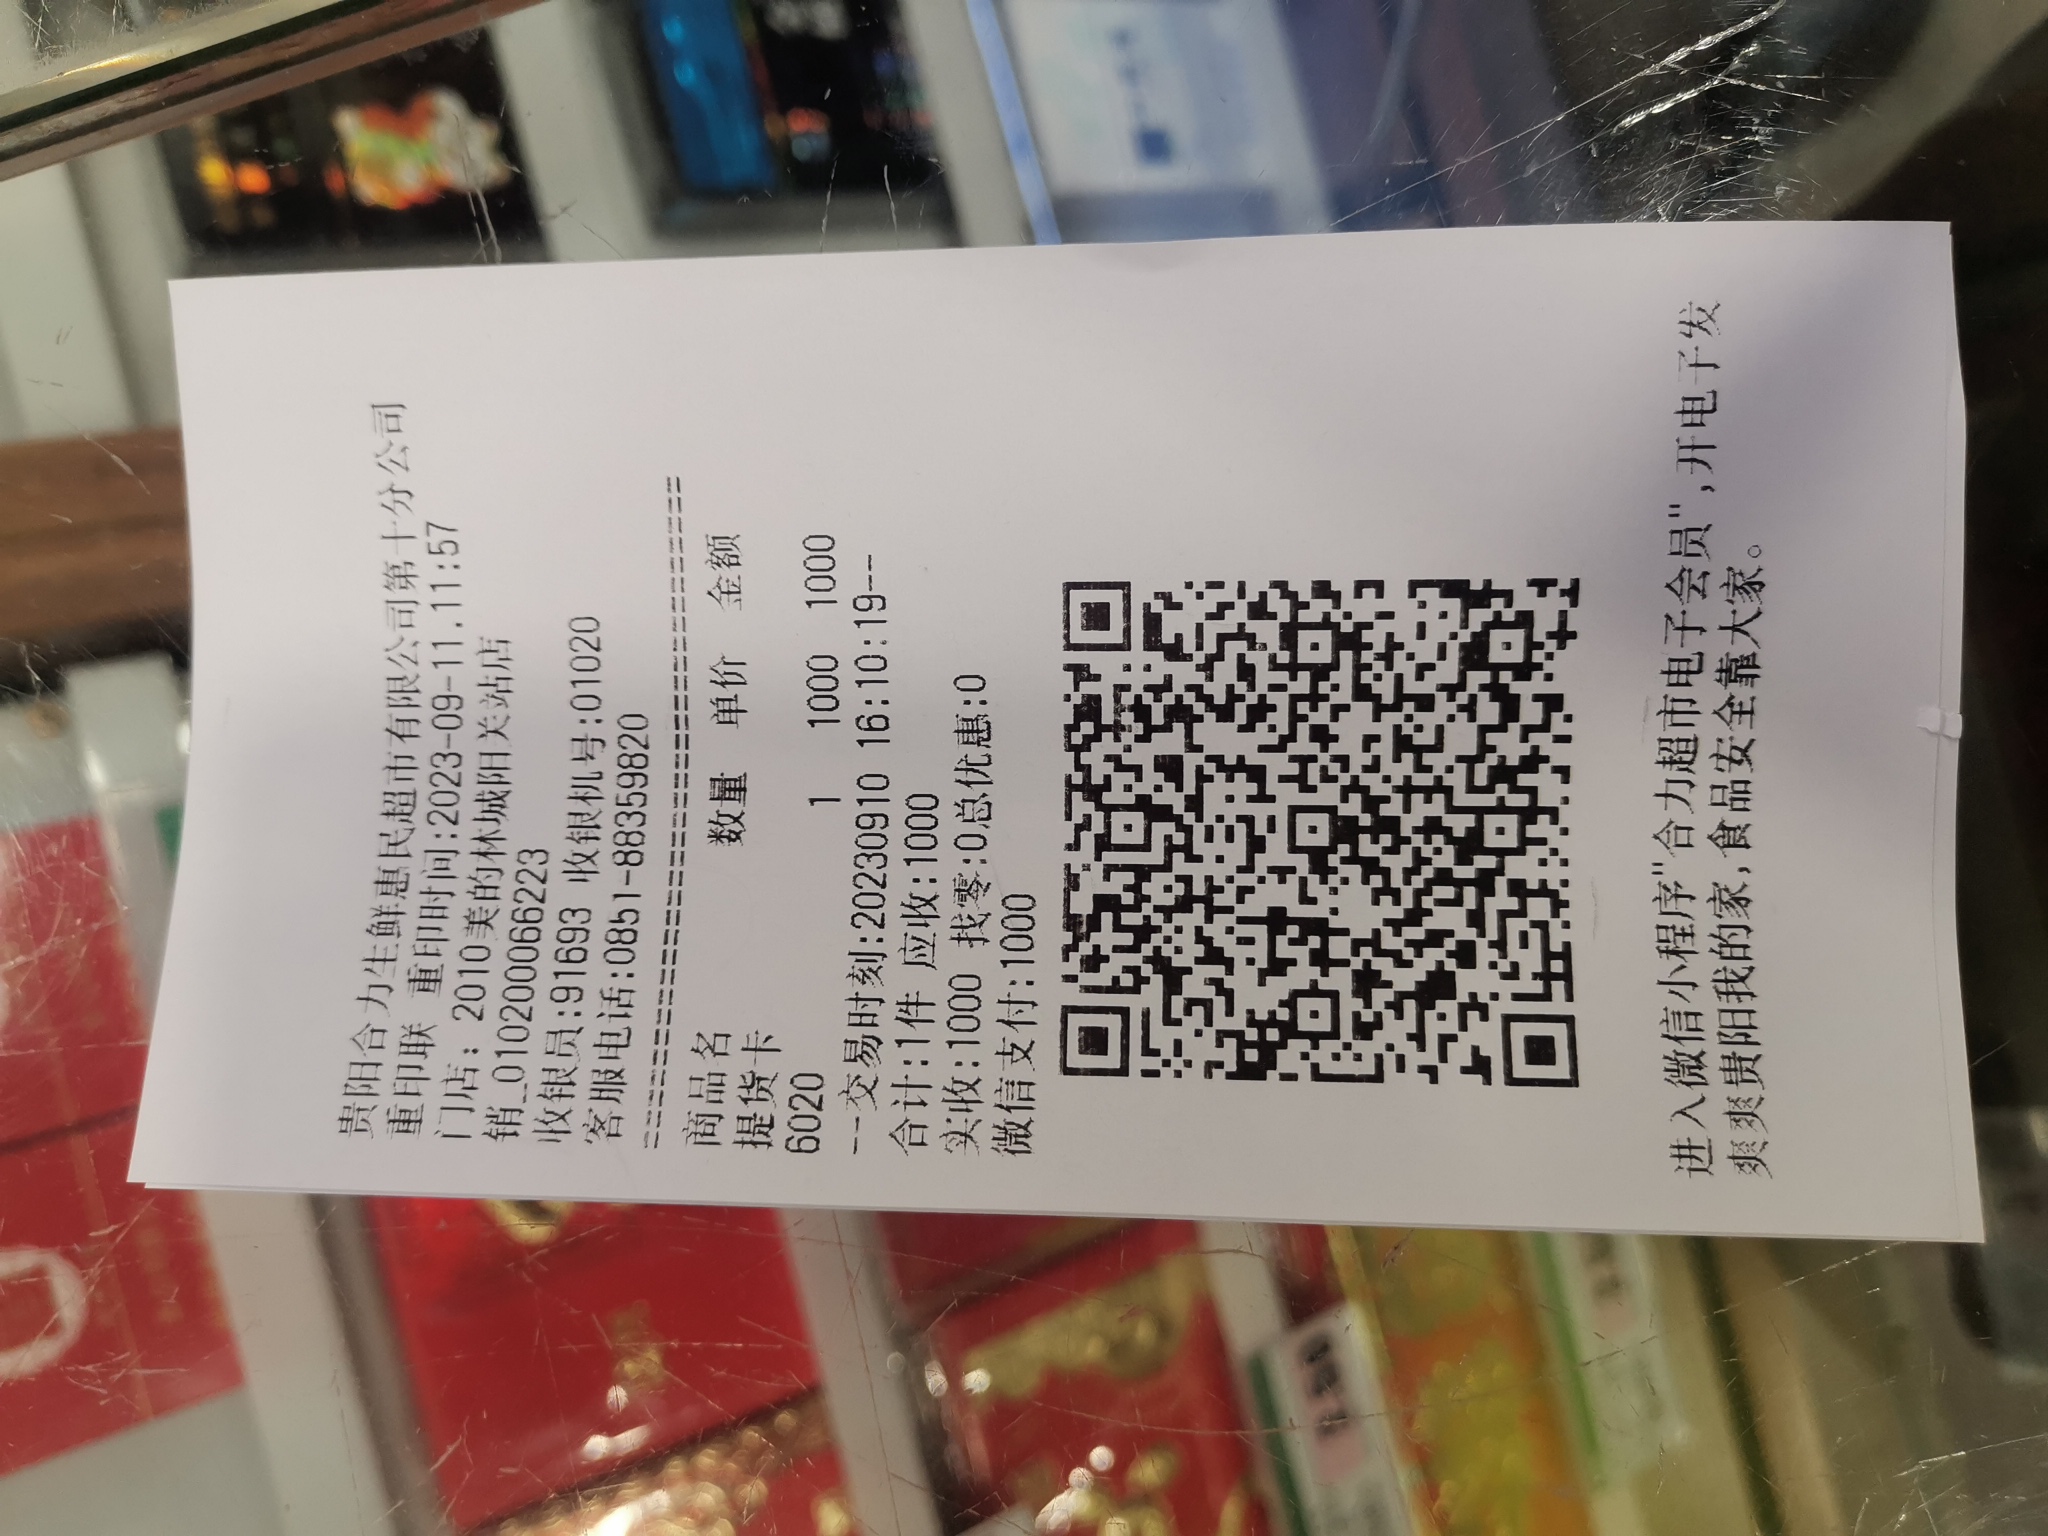 贵阳合力生鲜惠民超市有限公司第十分公司
重印联 重印时间:2023-09-11.11:57
门店: 2010美的林城阳关站店
销_010200066223
收银员:91693 收银机号:01020
客服电话:0851-88359820
================================================
商品名 数量 单价 金额
提货卡
6020 1 1000 1000
--交易时刻:20230910 16:10:19--
合计:1件 应收:1000
实收:1000 找零:0总优惠:0
微信支付:1000
进入微信小程序"合力超市电子会员",开电子发
爽爽贵阳我的家,食品安全靠大家。